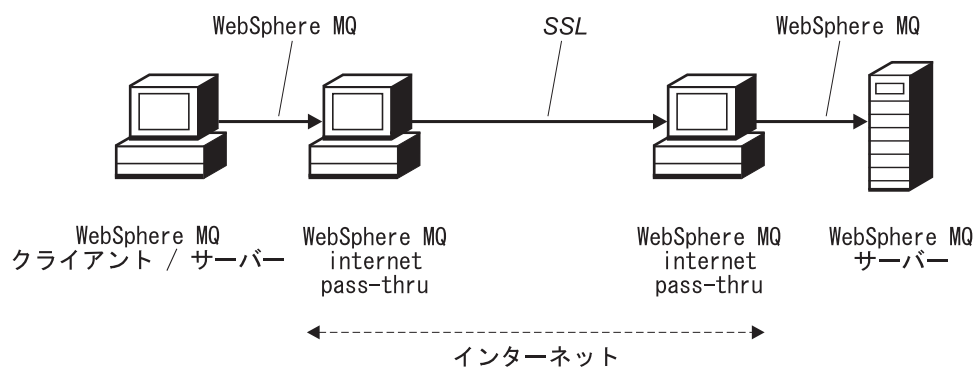 WebSphere MQ
SSL
WebSphere MQ
WebSphere MQ
クライアント / サーバー
WebSphere MQ
internet
pass-thru
WebSphere MQ
internet
pass-thru
WebSphere MQ
サーバー
インターネット